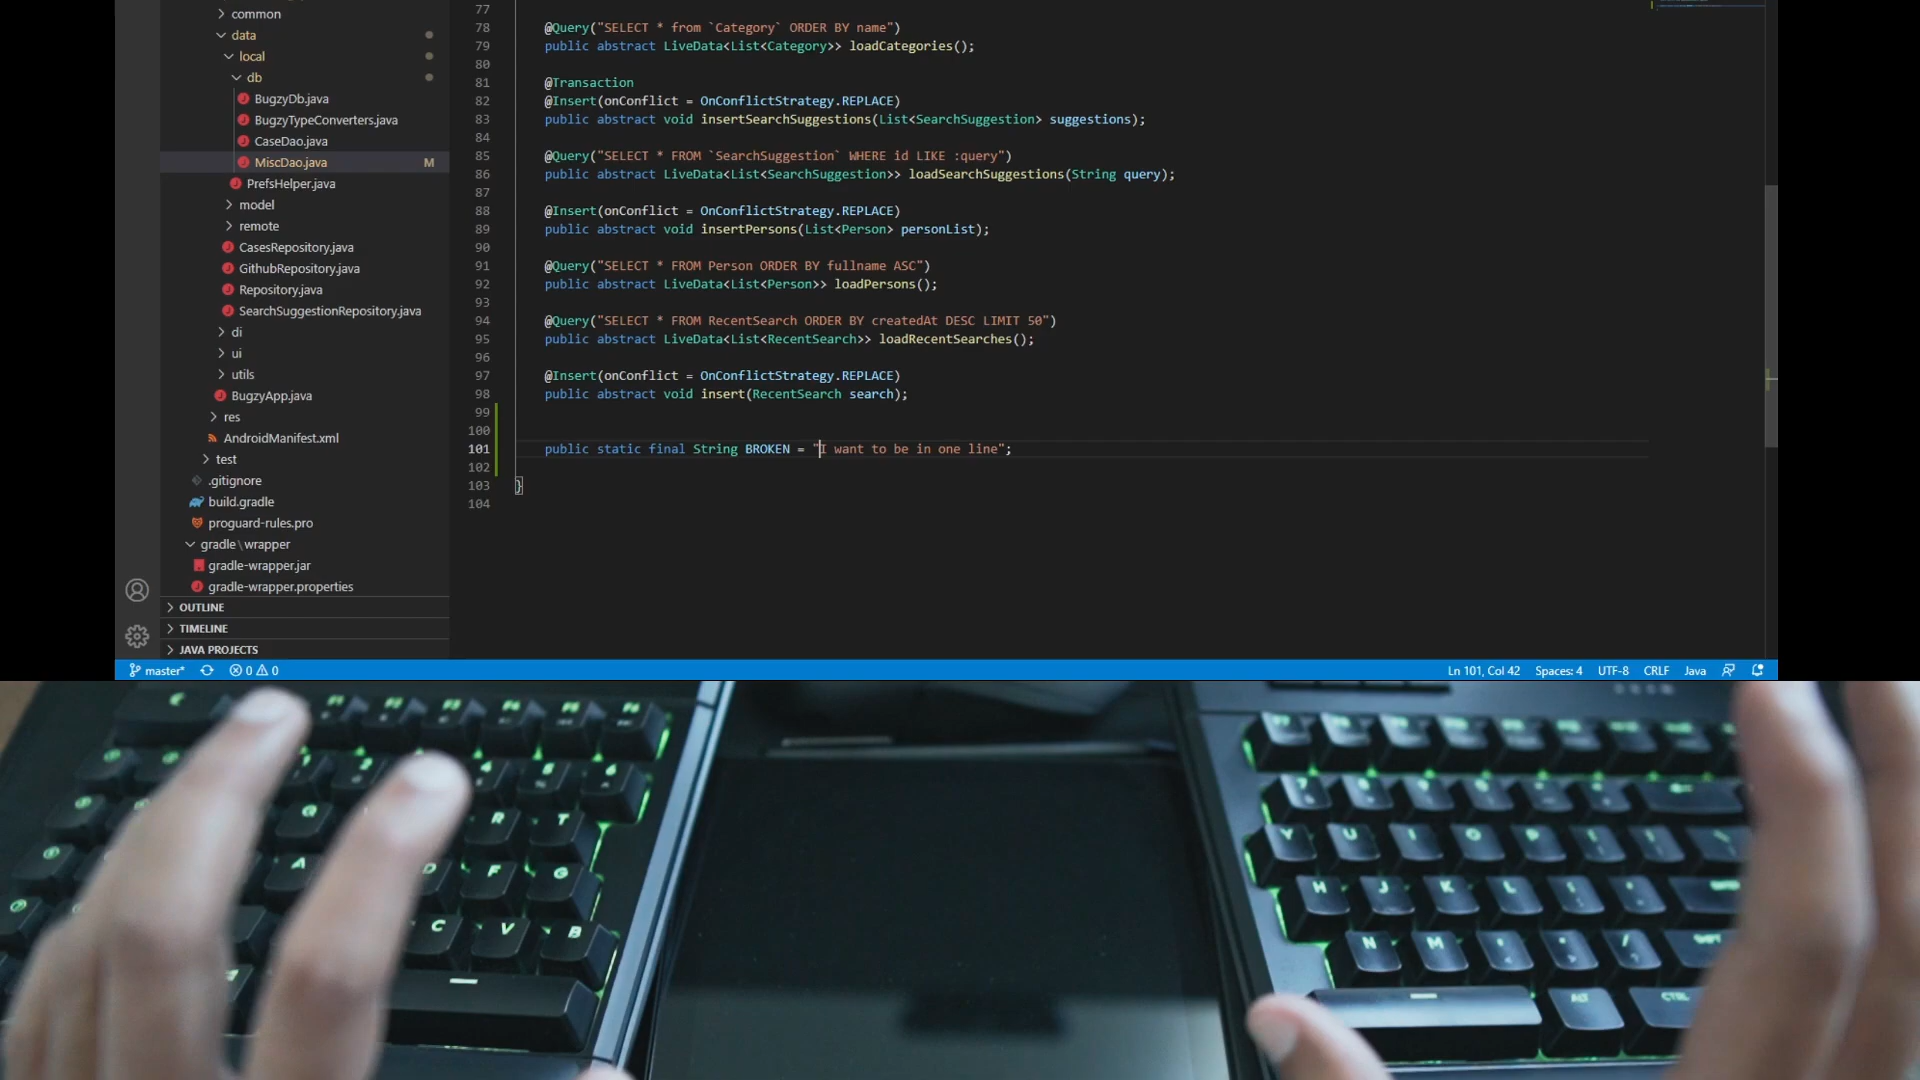 common
data
local
db
BugzyDb.java
BugzyTypeConverters.java
CaseDao.java
MiscDao.java M
PrefsHelper.java
model
remote
CasesRepository.java
GithubRepository.java
Repository.java
SearchSuggestionRepository.java
di
ui
utils
BugzyApp.java
res
AndroidManifest.xml
test
.gitignore
build.gradle
proguard-rules.pro
gradle\wrapper
gradle-wrapper.jar
gradle-wrapper.properties
OUTLINE
TIMELINE
JAVA PROJECTS
77
78 @Query("SELECT * from `Category` ORDER BY name")
79 public abstract LiveData<List<Category>> loadCategories();
80
81 @Transaction
82 @Insert(onConflict = OnConflictStrategy.REPLACE)
83 public abstract void insertSearchSuggestions(List<SearchSuggestion> suggestions);
84
85 @Query("SELECT * FROM `SearchSuggestion` WHERE id LIKE :query")
86 public abstract LiveData<List<SearchSuggestion>> loadSearchSuggestions(String query);
87
88 @Insert(onConflict = OnConflictStrategy.REPLACE)
89 public abstract void insertPersons(List<Person> personList);
90
91 @Query("SELECT * FROM Person ORDER BY fullname ASC")
92 public abstract LiveData<List<Person>> loadPersons();
93
94 @Query("SELECT * FROM RecentSearch ORDER BY createdAt DESC LIMIT 50")
95 public abstract LiveData<List<RecentSearch>> loadRecentSearches();
96
97 @Insert(onConflict = OnConflictStrategy.REPLACE)
98 public abstract void insert(RecentSearch search);
99
100
101 public static final String BROKEN = "I want to be in one line";
102
103 }
104
master* 0 0 Ln 101, Col 42 Spaces: 4 UTF-8 CRLF Java
4 5 6
Q R T
A D F G
C V B
7
Y U I O P
H J K L
N M
ALT CTRL